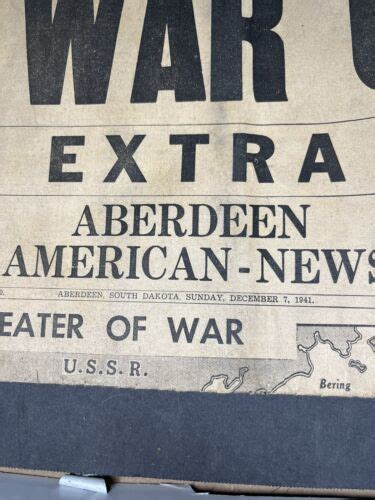 WAR
EXTRA
ABERDEEN
AMERICAN-NEWS
ABERDEEN, SOUTH DAKOTA, SUNDAY, DECEMBER 7, 1941.
EATER OF WAR
U.S.S.R.
Bering